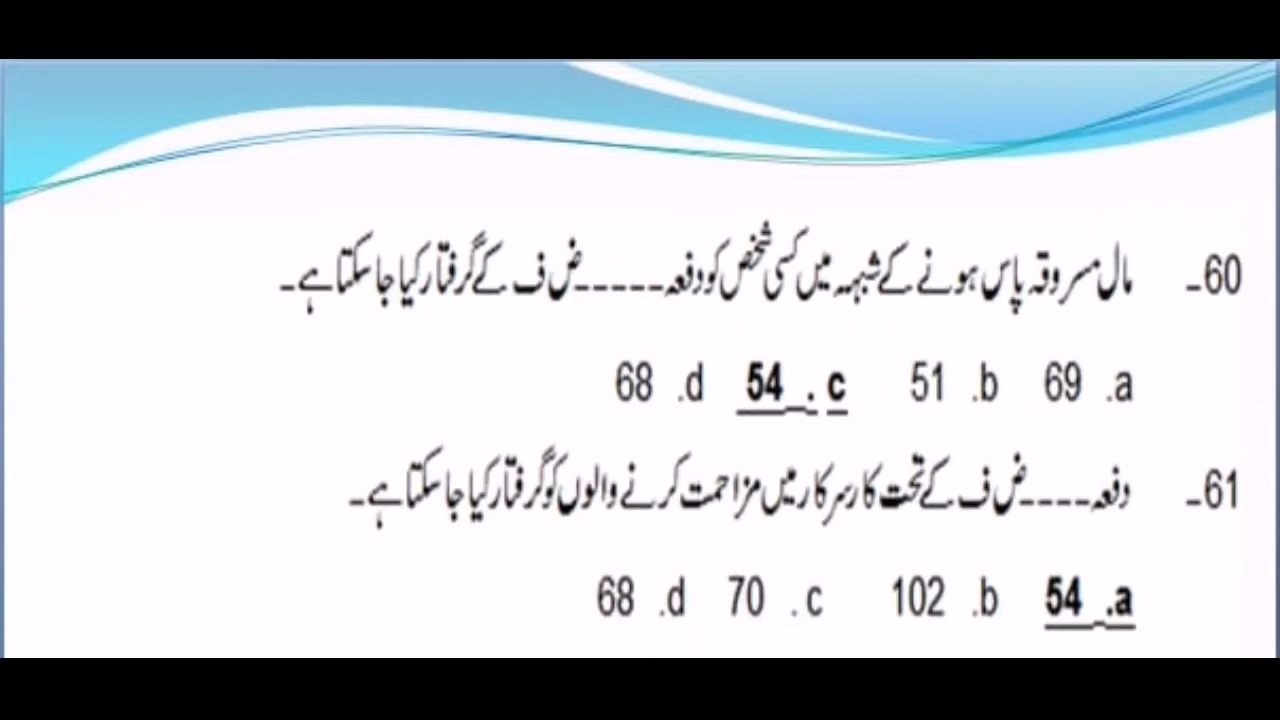 60۔ مال مسروقہ پاس ہونے کے شبہہ میں کسی شخص کو دفعہ-----ض ف کے گرفتار کیا جا سکتا ہے۔
a. 69 b. 51 c. 54 d. 68
61۔ دفعہ----ض ف کے تحت کار سرکار میں مزاحمت کرنے والوں کو گرفتار کیا جا سکتا ہے۔
a. 54 b. 102 c. 70 d. 68